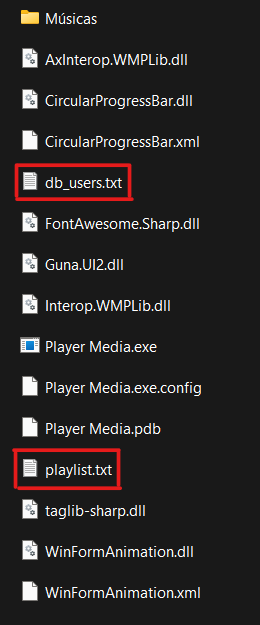 Músicas
AxInterop.WMPLib.dll
CircularProgressBar.dll
CircularProgressBar.xml
db_users.txt
FontAwesome.Sharp.dll
Guna.UI2.dll
Interop.WMPLib.dll
Player Media.exe
Player Media.exe.config
Player Media.pdb
playlist.txt
taglib-sharp.dll
WinFormAnimation.dll
WinFormAnimation.xml